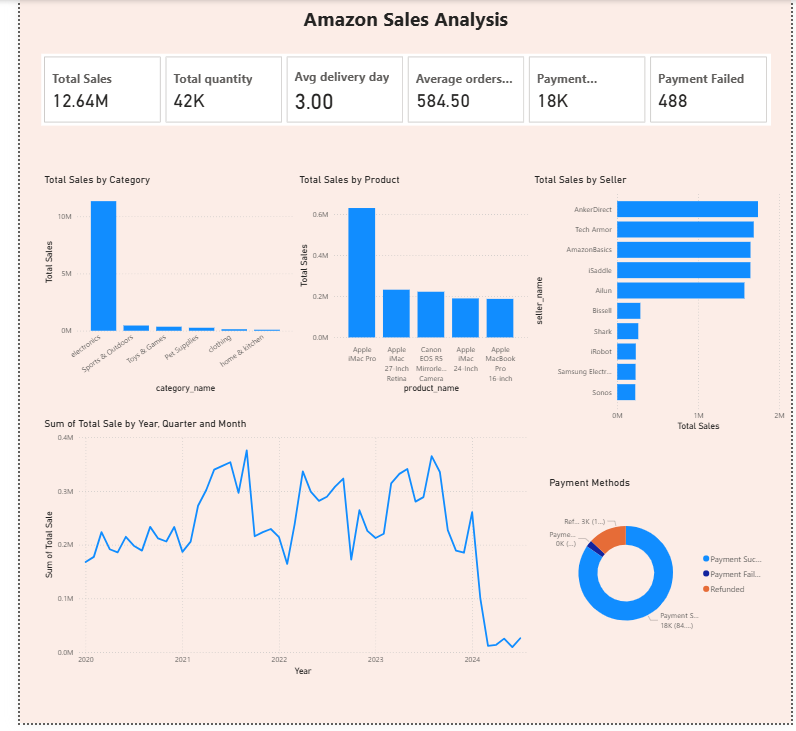 Amazon Sales Analysis
Total Sales
12.64M
Total quantity
42K
Avg delivery day
3.00
Average orders...
584.50
Payment...
18K
Payment Failed
488
Total Sales by Category
Total Sales
10M
5M
0M
electronics
Sports & Outdoors
Toys & Games
Pet Supplies
clothing
home & kitchen
category_name
Total Sales by Product
Total Sales
0.6M
0.4M
0.2M
0.0M
Apple
iMac Pro
Apple
iMac
27-Inch
Retina
Canon
EOS R5
Mirrorle...
Camera
Apple
iMac
24-Inch
Apple
MacBook
Pro
16-inch
product_name
Total Sales by Seller
seller_name
AnkerDirect
Tech Armor
AmazonBasics
iSaddle
Ailun
Bissell
Shark
iRobot
Samsung Electr...
Sonos
0M
1M
2M
Total Sales
Sum of Total Sale by Year, Quarter and Month
Sum of Total Sale
0.4M
0.3M
0.2M
0.1M
0.0M
2020
2021
2022
2023
2024
Year
Payment Methods
Ref... 3K (1...)
Payme...
0K (...)
Payment S...
18K (84....)
Payment Suc...
Payment Fail...
Refunded